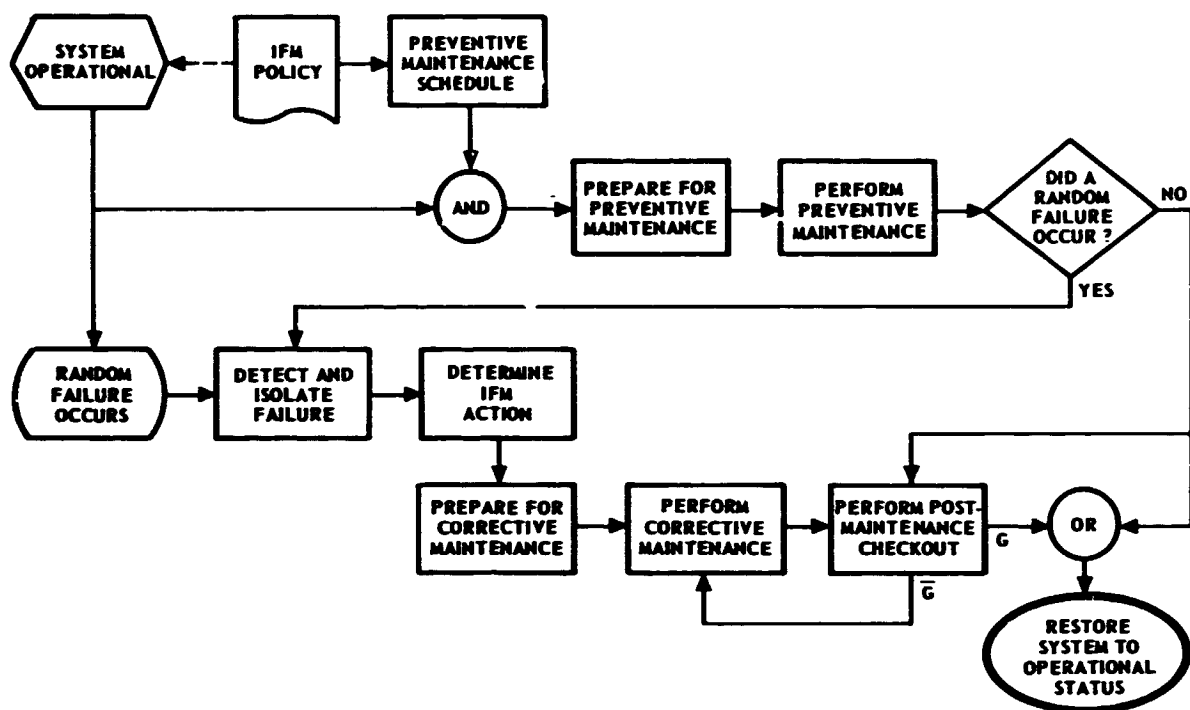 SYSTEM
OPERATIONAL
IFM
POLICY
PREVENTIVE
MAINTENANCE
SCHEDULE
AND
PREPARE FOR
PREVENTIVE
MAINTENANCE
PERFORM
PREVENTIVE
MAINTENANCE
DID A
RANDOM
FAILURE
OCCUR ?
NO
YES
RANDOM
FAILURE
OCCURS
DETECT AND
ISOLATE
FAILURE
DETERMINE
IFM
ACTION
PREPARE FOR
CORRECTIVE
MAINTENANCE
PERFORM
CORRECTIVE
MAINTENANCE
PERFORM POST-
MAINTENANCE
CHECKOUT
G
G̅
OR
RESTORE
SYSTEM TO
OPERATIONAL
STATUS